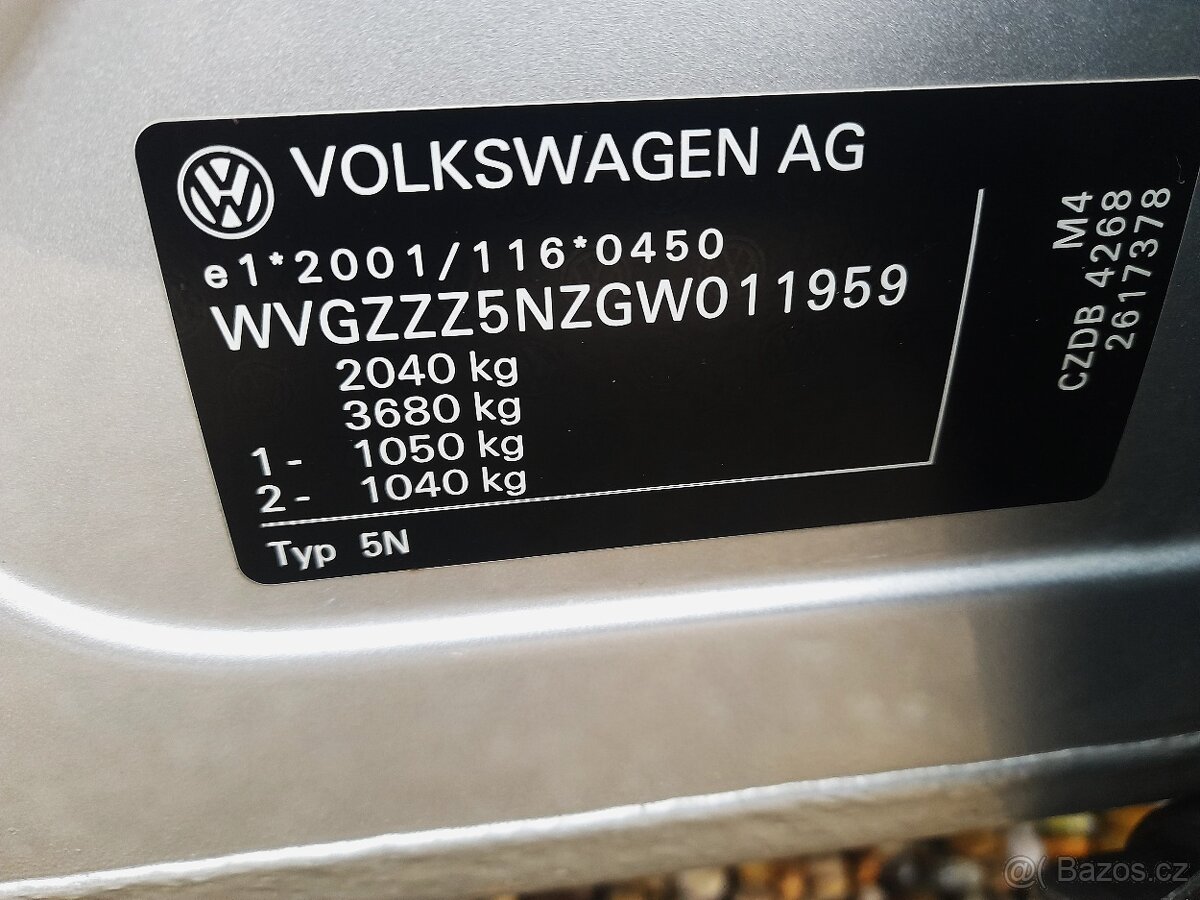 VOLKSWAGEN AG
e1*2001/116*0450
WVGZZZ5NZGW011959
2040 kg
3680 kg
1- 1050 kg
2- 1040 kg
Typ 5N
M4
CZDB 4268
2617378
@( Bazos.cz